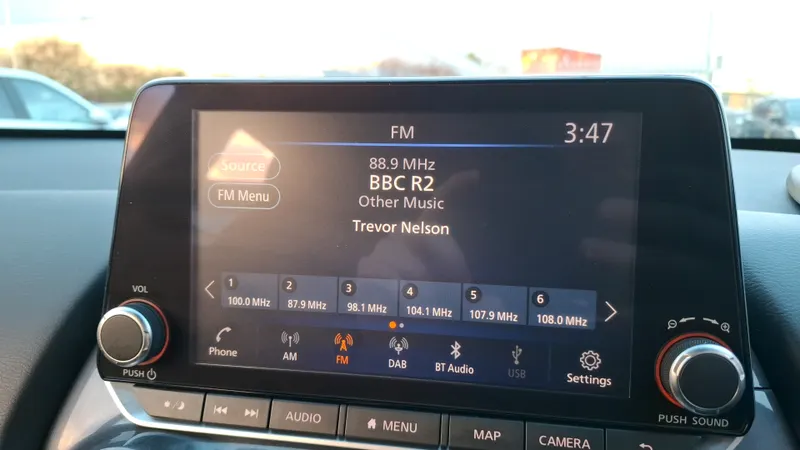 FM
3:47
Source
88.9 MHz
BBC R2
FM Menu
Other Music
Trevor Nelson
1 2 3 4 5 6
100.0 MHz 87.9 MHz 98.1 MHz 104.1 MHz 107.9 MHz 108.0 MHz
Phone AM FM DAB BT Audio USB Settings
VOL
PUSH
PUSH SOUND
AUDIO MENU MAP CAMERA